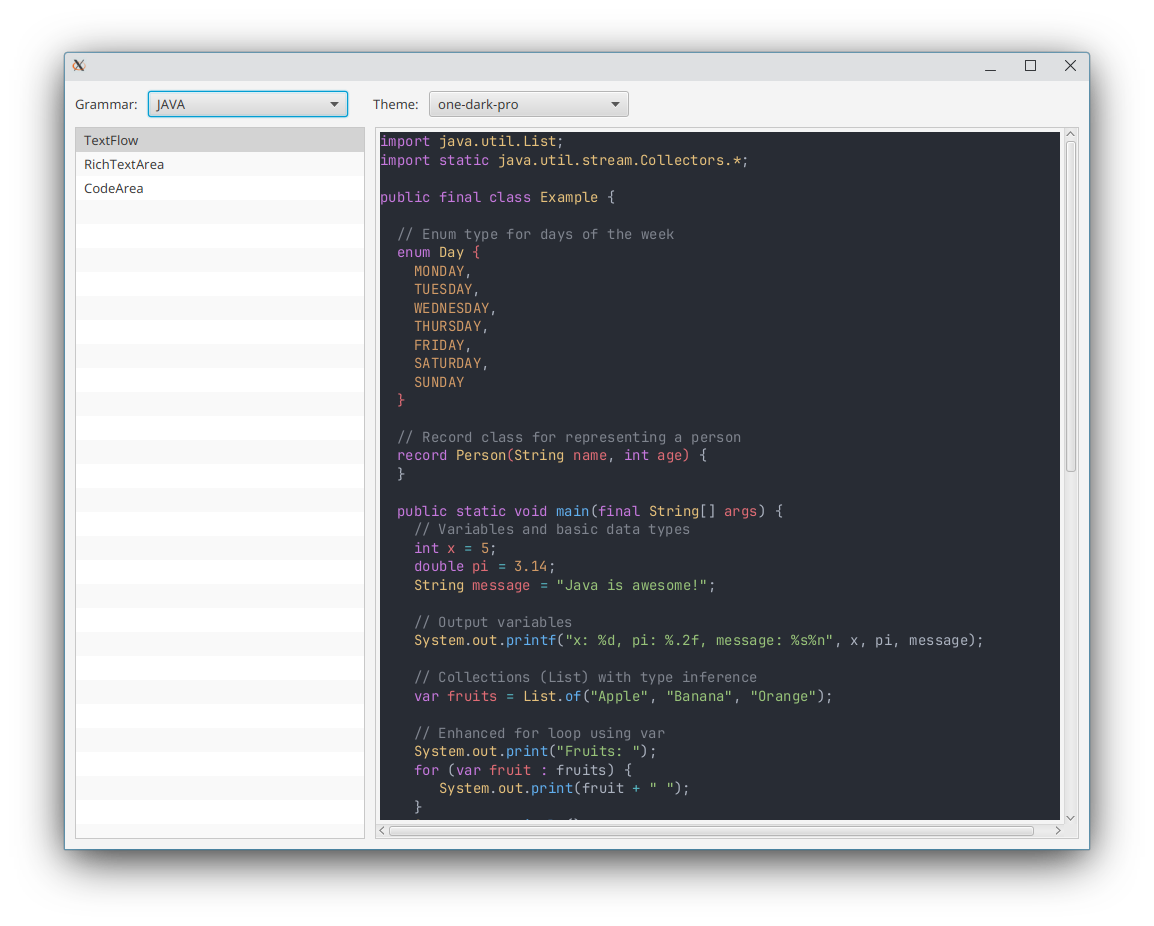 Grammar: JAVA Theme: one-dark-pro
TextFlow
RichTextArea
CodeArea
import java.util.List;
import static java.util.stream.Collectors.*;
public final class Example {
// Enum type for days of the week
enum Day {
MONDAY,
TUESDAY,
WEDNESDAY,
THURSDAY,
FRIDAY,
SATURDAY,
SUNDAY
}
// Record class for representing a person
record Person(String name, int age) {
}
public static void main(final String[] args) {
// Variables and basic data types
int x = 5;
double pi = 3.14;
String message = "Java is awesome!";
// Output variables
System.out.printf("x: %d, pi: %.2f, message: %s%n", x, pi, message);
// Collections (List) with type inference
var fruits = List.of("Apple", "Banana", "Orange");
// Enhanced for loop using var
System.out.print("Fruits: ");
for (var fruit : fruits) {
System.out.print(fruit + " ");
}